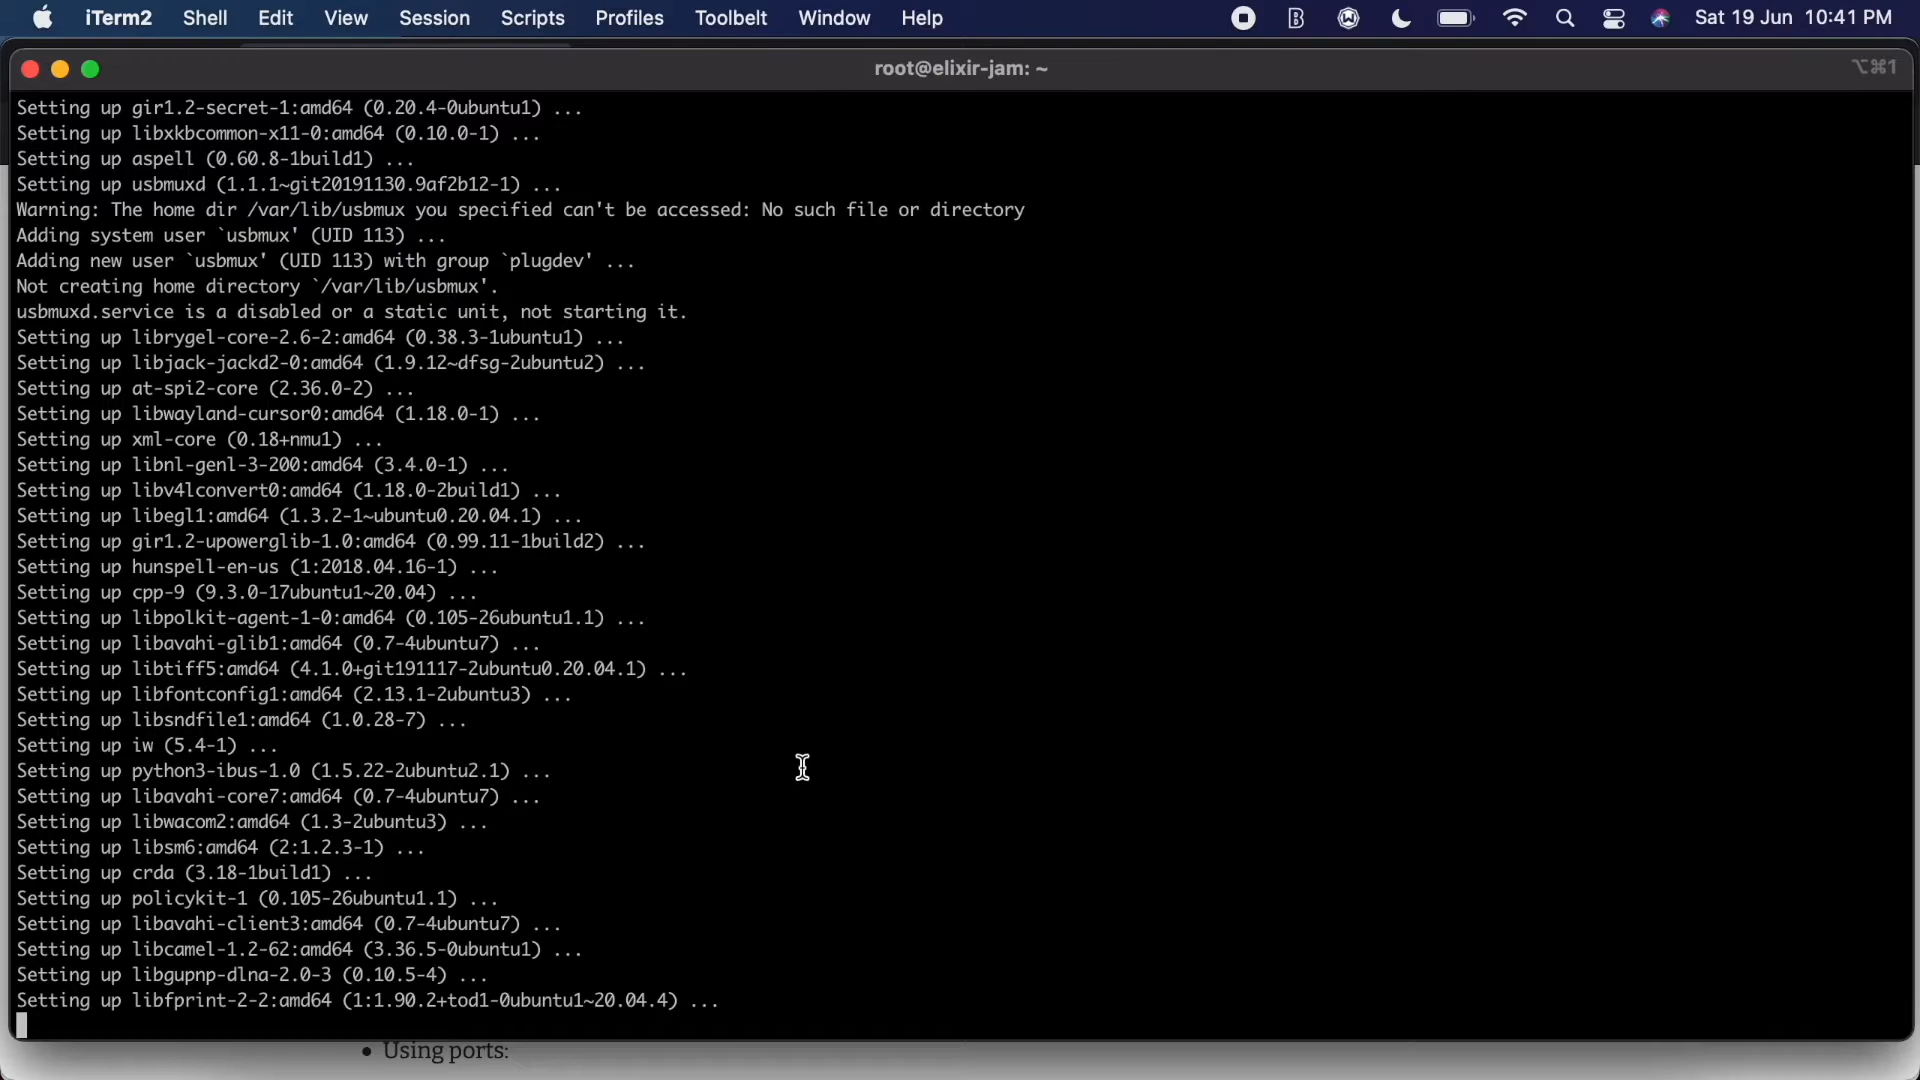 iTerm2 Shell Edit View Session Scripts Profiles Toolbelt Window Help Sat 19 Jun 10:41 PM
root@elixir-jam: ~ ⌥⌘1
Setting up gir1.2-secret-1:amd64 (0.20.4-0ubuntu1) ...
Setting up libxkbcommon-x11-0:amd64 (0.10.0-1) ...
Setting up aspell (0.60.8-1build1) ...
Setting up usbmuxd (1.1.1~git20191130.9af2b12-1) ...
Warning: The home dir /var/lib/usbmux you specified can't be accessed: No such file or directory
Adding system user `usbmux' (UID 113) ...
Adding new user `usbmux' (UID 113) with group `plugdev' ...
Not creating home directory `/var/lib/usbmux'.
usbmuxd.service is a disabled or a static unit, not starting it.
Setting up librygel-core-2.6-2:amd64 (0.38.3-1ubuntu1) ...
Setting up libjack-jackd2-0:amd64 (1.9.12~dfsg-2ubuntu2) ...
Setting up at-spi2-core (2.36.0-2) ...
Setting up libwayland-cursor0:amd64 (1.18.0-1) ...
Setting up xml-core (0.18+nmu1) ...
Setting up libnl-genl-3-200:amd64 (3.4.0-1) ...
Setting up libv4lconvert0:amd64 (1.18.0-2build1) ...
Setting up libegl1:amd64 (1.3.2-1~ubuntu0.20.04.1) ...
Setting up gir1.2-upowerglib-1.0:amd64 (0.99.11-1build2) ...
Setting up hunspell-en-us (1:2018.04.16-1) ...
Setting up cpp-9 (9.3.0-17ubuntu1~20.04) ...
Setting up libpolkit-agent-1-0:amd64 (0.105-26ubuntu1.1) ...
Setting up libavahi-glib1:amd64 (0.7-4ubuntu7) ...
Setting up libtiff5:amd64 (4.1.0+git191117-2ubuntu0.20.04.1) ...
Setting up libfontconfig1:amd64 (2.13.1-2ubuntu3) ...
Setting up libsndfile1:amd64 (1.0.28-7) ...
Setting up iw (5.4-1) ...
Setting up python3-ibus-1.0 (1.5.22-2ubuntu2.1) ...
Setting up libavahi-core7:amd64 (0.7-4ubuntu7) ...
Setting up libwacom2:amd64 (1.3-2ubuntu3) ...
Setting up libsm6:amd64 (2:1.2.3-1) ...
Setting up crda (3.18-1build1) ...
Setting up policykit-1 (0.105-26ubuntu1.1) ...
Setting up libavahi-client3:amd64 (0.7-4ubuntu7) ...
Setting up libcamel-1.2-62:amd64 (3.36.5-0ubuntu1) ...
Setting up libgupnp-dlna-2.0-3 (0.10.5-4) ...
Setting up libfprint-2-2:amd64 (1:1.90.2+tod1-0ubuntu1~20.04.4) ...
• Using ports: